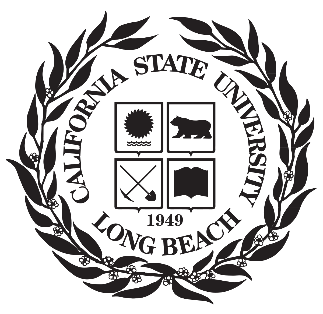 CALIFORNIA STATE UNIVERSITY
1949
LONG BEACH